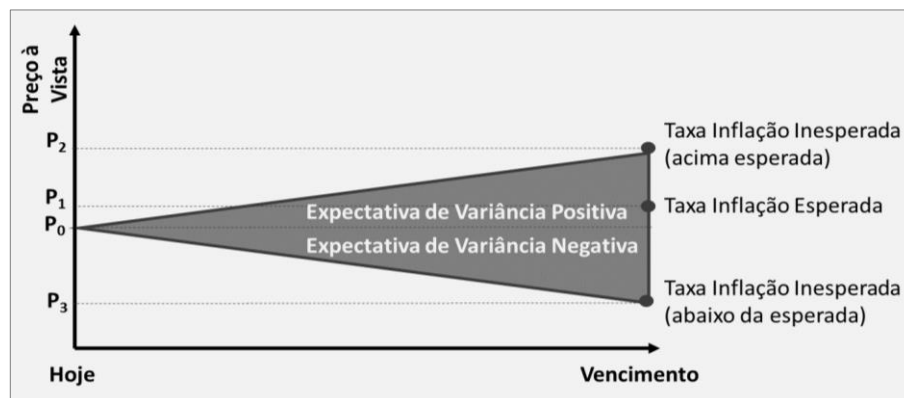 Preço à
Vista
P2
Taxa Inflação Inesperada
(acima esperada)
P1
Expectativa de Variância Positiva
Taxa Inflação Esperada
P0
Expectativa de Variância Negativa
P3
Taxa Inflação Inesperada
(abaixo da esperada)
Hoje
Vencimento